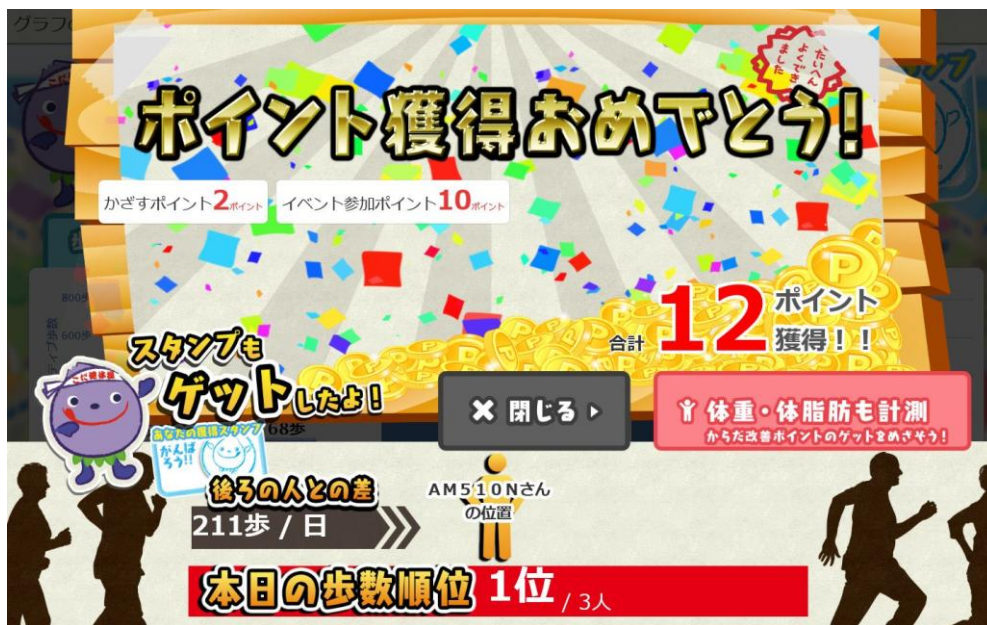 グラフの
たいへん
よくでき
ました
ポイント獲得おめでとう!
かざすポイント2ポイント
イベント参加ポイント10ポイント
合計 12 ポイント
獲得!!
スタンプも
ゲットしたよ!
800歩
600歩
68歩
あなたの獲得スタンプ
がんば
ろう!!
✖ 閉じる
体重・体脂肪も計測
からだ改善ポイントのゲットをめざそう!
後ろの人との差
211歩 / 日
AM510Nさん
の位置
本日の歩数順位 1位 / 3人